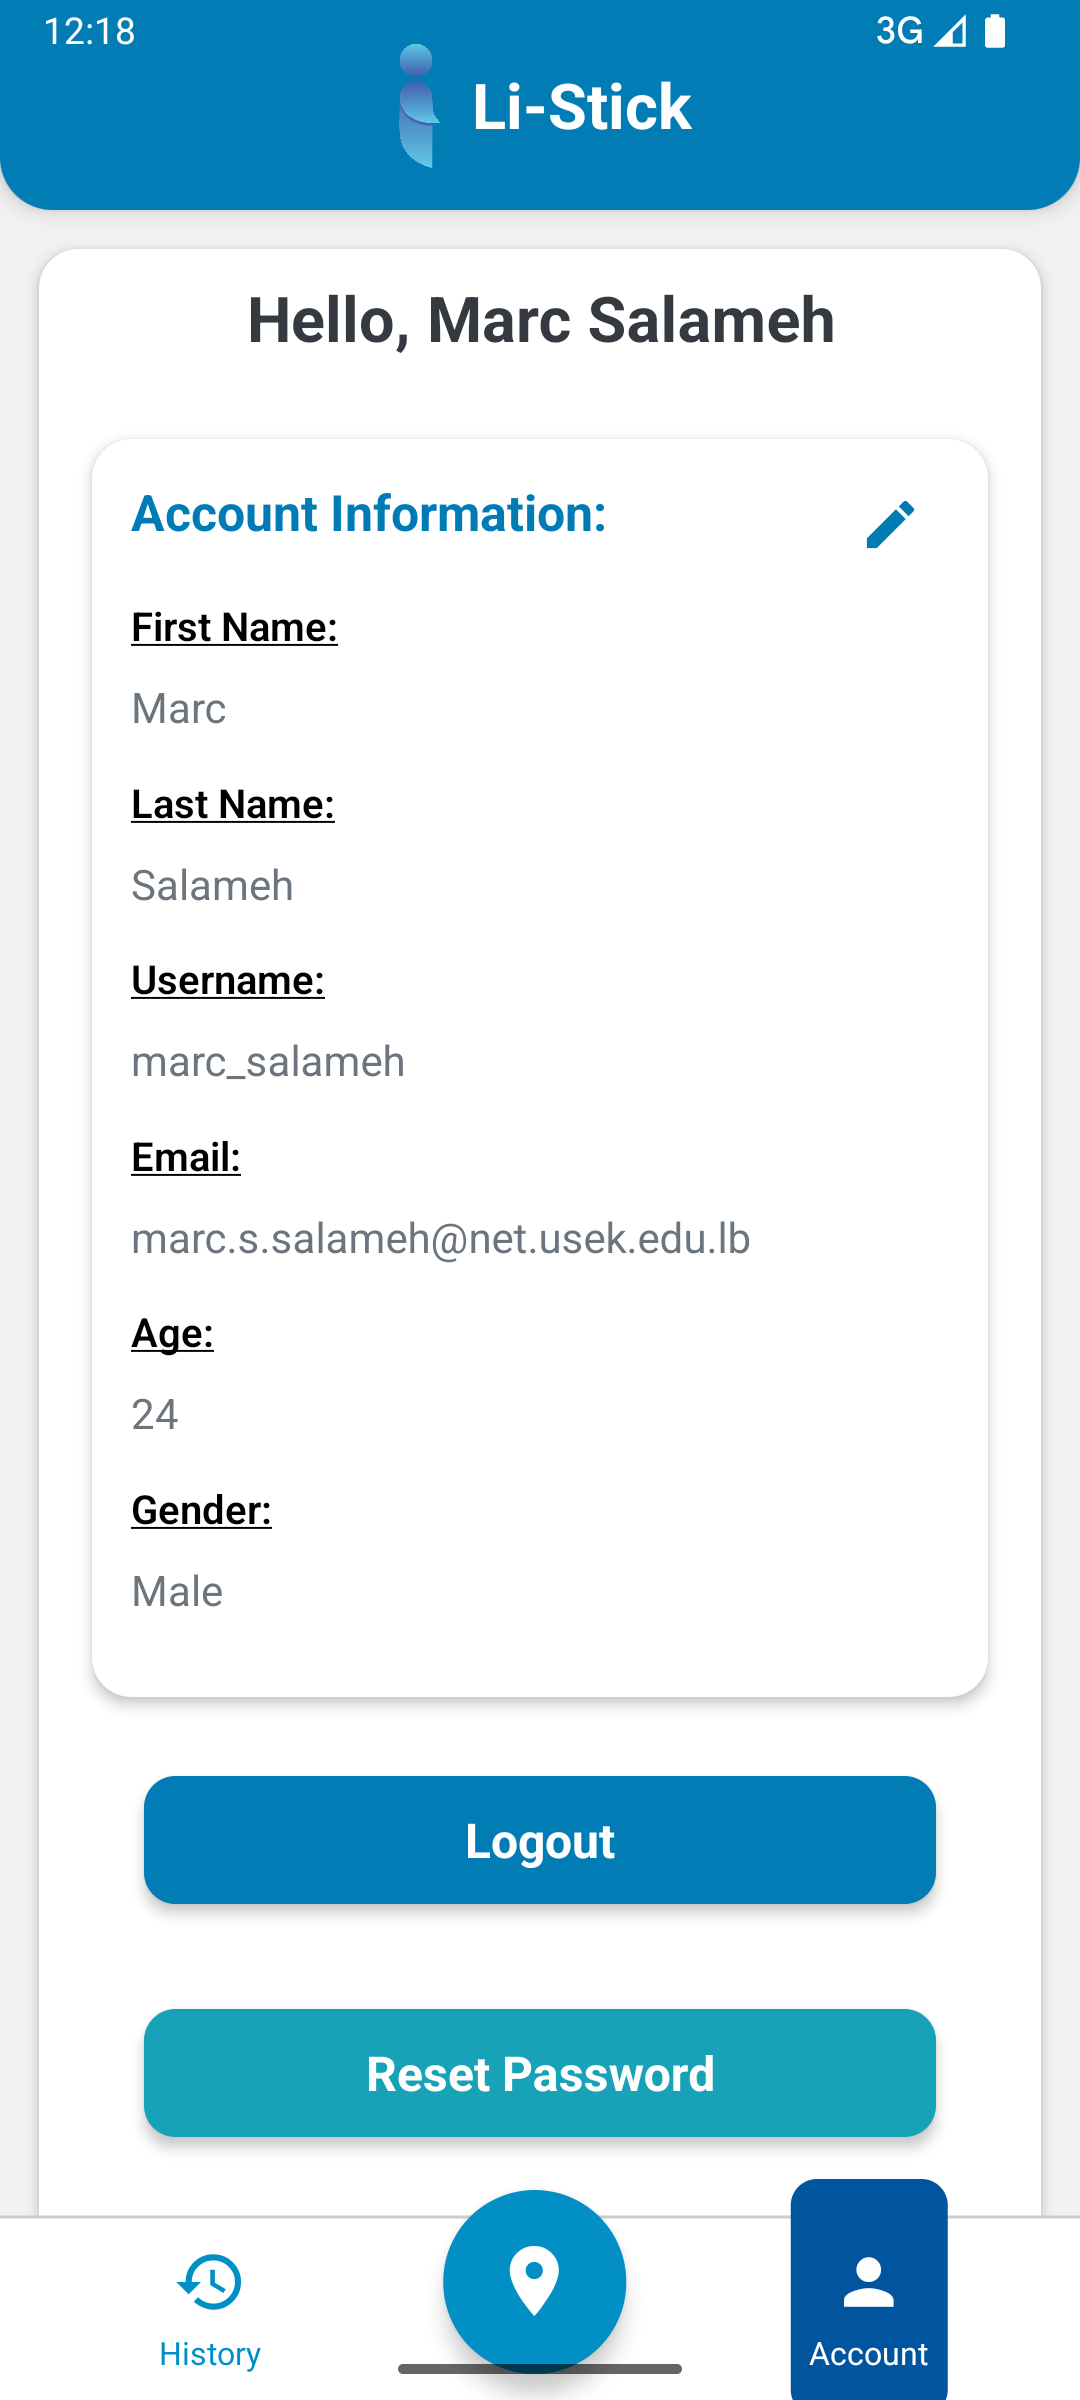 12:18
3G
Li-Stick
Hello, Marc Salameh
Account Information:
First Name:
Marc
Last Name:
Salameh
Username:
marc_salameh
Email:
marc.s.salameh@net.usek.edu.lb
Age:
24
Gender:
Male
Logout
Reset Password
History
Account